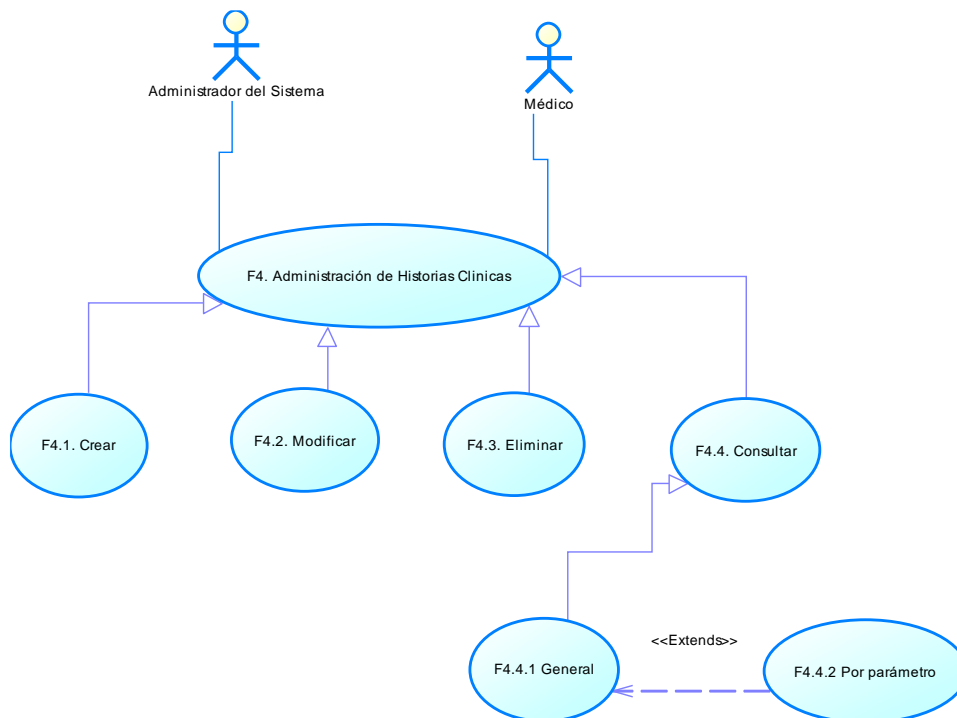 Administrador del Sistema
Médico
F4. Administración de Historias Clinicas
F4.1. Crear
F4.2. Modificar
F4.3. Eliminar
F4.4. Consultar
<<Extends>>
F4.4.1 General
F4.4.2 Por parámetro